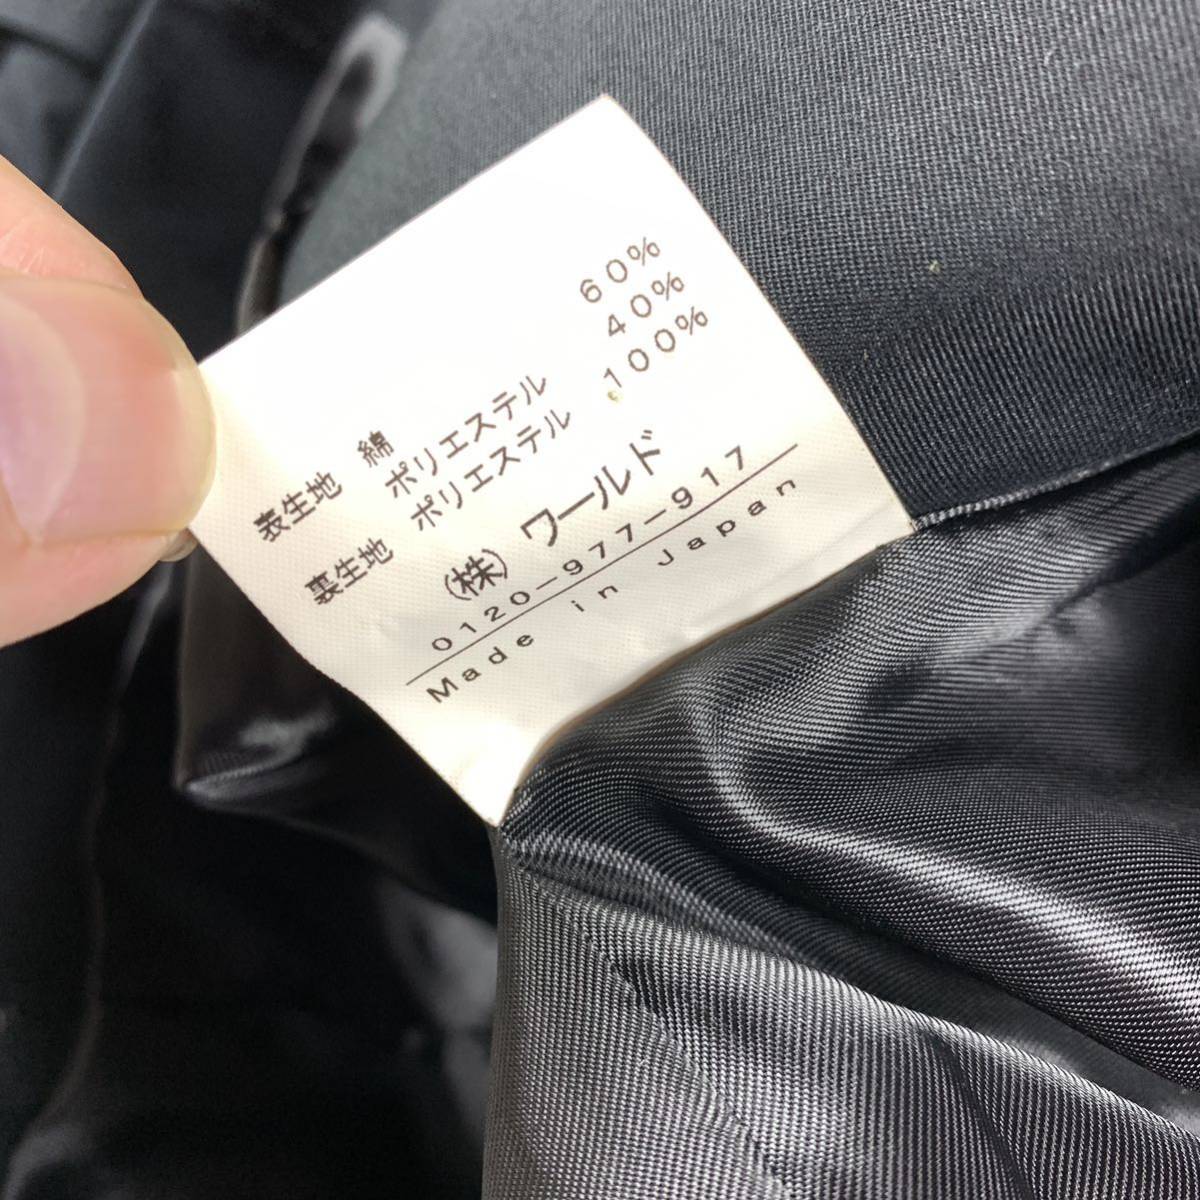 表生地 綿 60%
ポリエステル 40%
裏生地 ポリエステル 100%
(株) ワールド
0120-977-917
Made in Japan